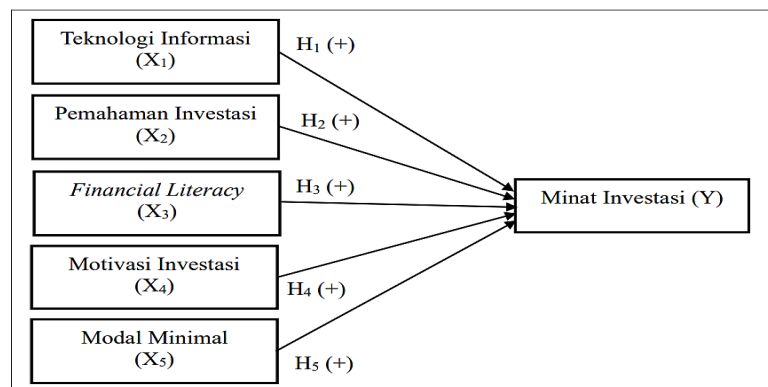 Teknologi Informasi
(X₁)
H₁ (+)
Pemahaman Investasi
(X₂)
H₂ (+)
Financial Literacy
(X₃)
H₃ (+)
Minat Investasi (Y)
Motivasi Investasi
(X₄)
H₄ (+)
Modal Minimal
(X₅)
H₅ (+)